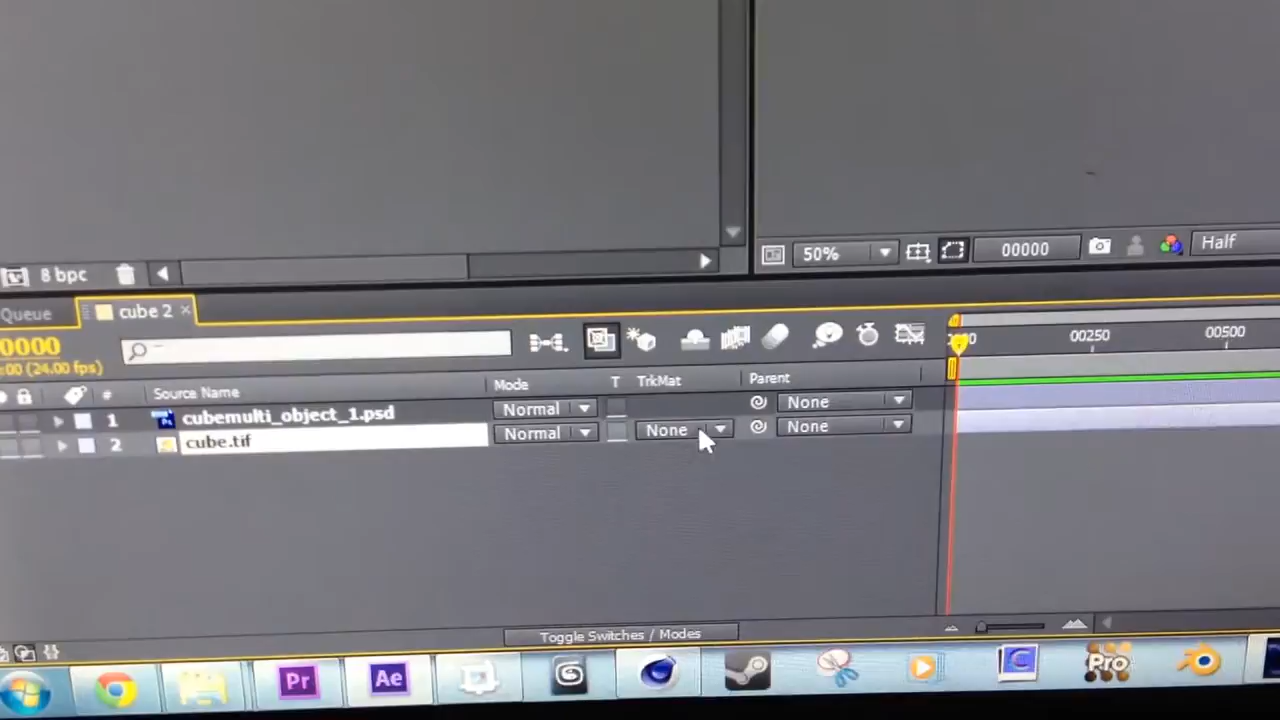 50%
00000
Half
8 bpc
Queue
cube 2
0000
:00 (24.00 fps)
00250
00500
# Source Name Mode T TrkMat Parent
1 cubemulti_object_1.psd Normal None
2 cube.tif Normal None None
Toggle Switches / Modes
Pr
Ae
C
Pro